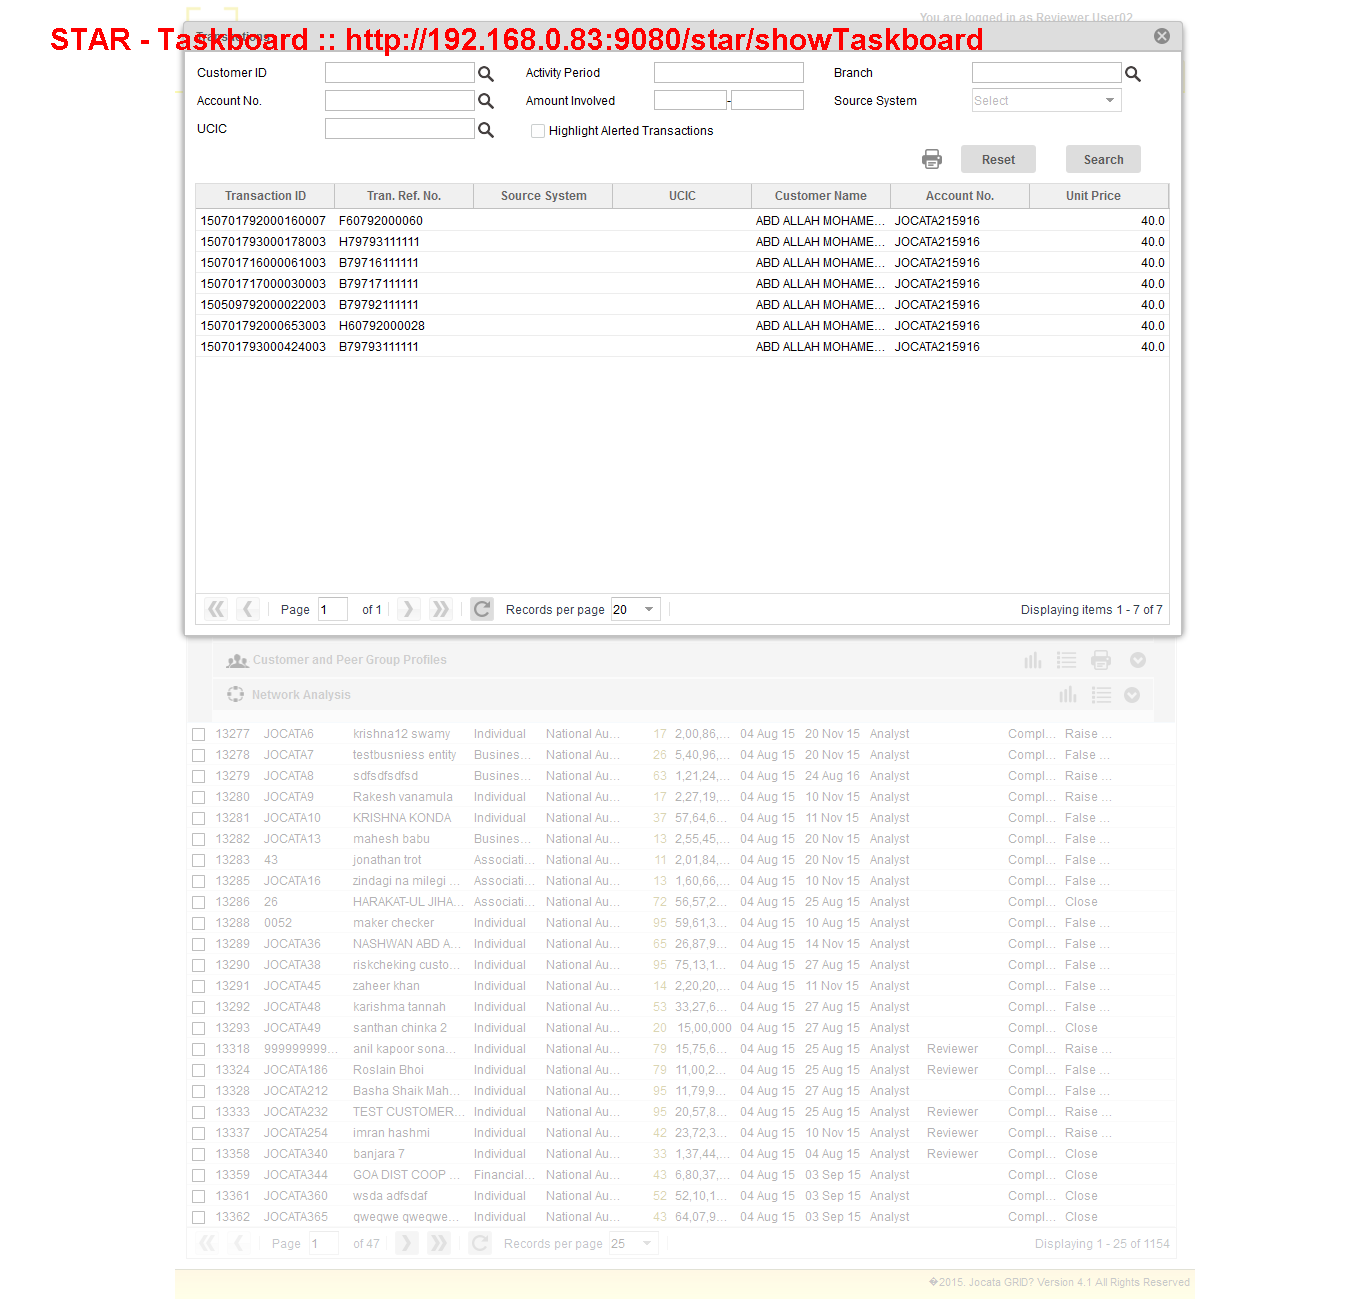 You are logged in as Reviewer User02
Transactions
STAR - Taskboard :: http://192.168.0.83:9080/star/showTaskboard
Customer ID Activity Period Branch
Account No. Amount Involved - Source System Select
UCIC Highlight Alerted Transactions
Reset Search
Transaction ID Tran. Ref. No. Source System UCIC Customer Name Account No. Unit Price
150701792000160007 F60792000060 ABD ALLAH MOHAME... JOCATA215916 40.0
150701793000178003 H79793111111 ABD ALLAH MOHAME... JOCATA215916 40.0
150701716000061003 B79716111111 ABD ALLAH MOHAME... JOCATA215916 40.0
150701717000030003 B79717111111 ABD ALLAH MOHAME... JOCATA215916 40.0
150509792000022003 B79792111111 ABD ALLAH MOHAME... JOCATA215916 40.0
150701792000653003 H60792000028 ABD ALLAH MOHAME... JOCATA215916 40.0
150701793000424003 B79793111111 ABD ALLAH MOHAME... JOCATA215916 40.0
Page 1 of 1 Records per page 20 Displaying items 1 - 7 of 7
Customer and Peer Group Profiles
Network Analysis
13277 JOCATA6 krishna12 swamy Individual National Au... 17 2,00,86,... 04 Aug 15 20 Nov 15 Analyst Compl... Raise ...
13278 JOCATA7 testbusniess entity Busines... National Au... 26 5,40,96,... 04 Aug 15 20 Nov 15 Analyst Compl... False ...
13279 JOCATA8 sdfsdfsdfsd Busines... National Au... 63 1,21,24,... 04 Aug 15 24 Aug 16 Analyst Compl... Raise ...
13280 JOCATA9 Rakesh vanamula Individual National Au... 17 2,27,19,... 04 Aug 15 10 Nov 15 Analyst Compl... Raise ...
13281 JOCATA10 KRISHNA KONDA Individual National Au... 37 57,64,6... 04 Aug 15 11 Nov 15 Analyst Compl... False ...
13282 JOCATA13 mahesh babu Busines... National Au... 13 2,55,45,... 04 Aug 15 20 Nov 15 Analyst Compl... False ...
13283 43 jonathan trot Associati... National Au... 11 2,01,84,... 04 Aug 15 20 Nov 15 Analyst Compl... False ...
13285 JOCATA16 zindagi na milegi ... Associati... National Au... 13 1,60,66,... 04 Aug 15 10 Nov 15 Analyst Compl... False ...
13286 26 HARAKAT-UL JIHA... Associati... National Au... 72 56,57,2... 04 Aug 15 25 Aug 15 Analyst Compl... Close
13288 0052 maker checker Individual National Au... 95 59,61,3... 04 Aug 15 10 Aug 15 Analyst Compl... False ...
13289 JOCATA36 NASHWAN ABD A... Individual National Au... 65 26,87,9... 04 Aug 15 14 Nov 15 Analyst Compl... False ...
13290 JOCATA38 riskcheking custo... Individual National Au... 95 75,13,1... 04 Aug 15 27 Aug 15 Analyst Compl... False ...
13291 JOCATA45 zaheer khan Individual National Au... 14 2,20,20,... 04 Aug 15 11 Nov 15 Analyst Compl... False ...
13292 JOCATA48 karishma tannah Individual National Au... 53 33,27,6... 04 Aug 15 27 Aug 15 Analyst Compl... False ...
13293 JOCATA49 santhan chinka 2 Individual National Au... 20 15,00,000 04 Aug 15 27 Aug 15 Analyst Compl... Close
13318 999999999... anil kapoor sona... Individual National Au... 79 15,75,6... 04 Aug 15 25 Aug 15 Analyst Reviewer Compl... Raise ...
13324 JOCATA186 Roslain Bhoi Individual National Au... 79 11,00,2... 04 Aug 15 25 Aug 15 Analyst Reviewer Compl... False ...
13328 JOCATA212 Basha Shaik Mah... Individual National Au... 95 11,79,9... 04 Aug 15 27 Aug 15 Analyst Compl... False ...
13333 JOCATA232 TEST CUSTOMER... Individual National Au... 95 20,57,8... 04 Aug 15 25 Aug 15 Analyst Reviewer Compl... Raise ...
13337 JOCATA254 imran hashmi Individual National Au... 42 23,72,3... 04 Aug 15 10 Nov 15 Analyst Reviewer Compl... Raise ...
13358 JOCATA340 banjara 7 Individual National Au... 33 1,37,44,... 04 Aug 15 04 Aug 15 Analyst Reviewer Compl... Close
13359 JOCATA344 GOA DIST COOP ... Financial... National Au... 43 6,80,37,... 04 Aug 15 03 Sep 15 Analyst Compl... Close
13361 JOCATA360 wsda adfsdaf Individual National Au... 52 52,10,1... 04 Aug 15 03 Sep 15 Analyst Compl... Close
13362 JOCATA365 qweqwe qweqwe... Individual National Au... 43 64,07,9... 04 Aug 15 03 Sep 15 Analyst Compl... Close
Page 1 of 47 Records per page 25 Displaying 1 - 25 of 1154
�2015. Jocata GRID? Version 4.1 All Rights Reserved